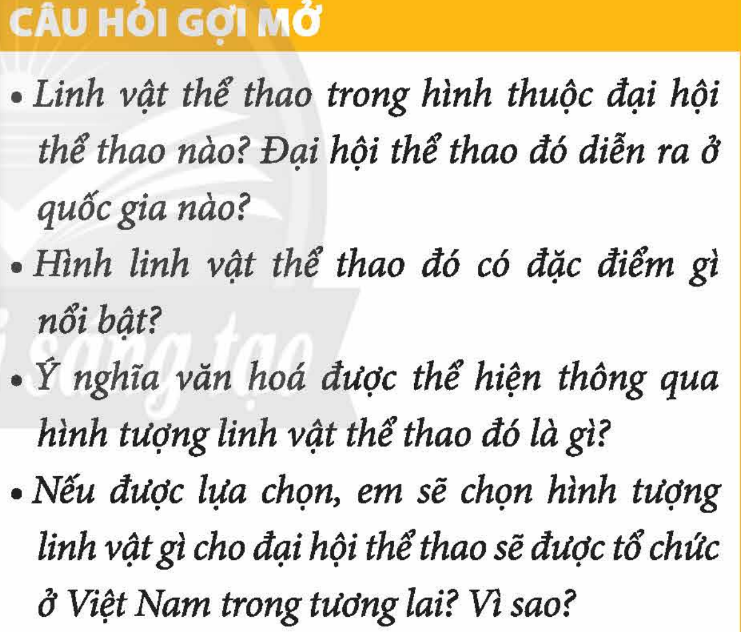 CÂU HỎI GỢI MỞ
• Linh vật thể thao trong hình thuộc đại hội
thể thao nào? Đại hội thể thao đó diễn ra ở
quốc gia nào?
• Hình linh vật thể thao đó có đặc điểm gì
nổi bật?
• Ý nghĩa văn hoá được thể hiện thông qua
hình tượng linh vật thể thao đó là gì?
• Nếu được lựa chọn, em sẽ chọn hình tượng
linh vật gì cho đại hội thể thao sẽ được tổ chức
ở Việt Nam trong tương lai? Vì sao?
sáng tạo